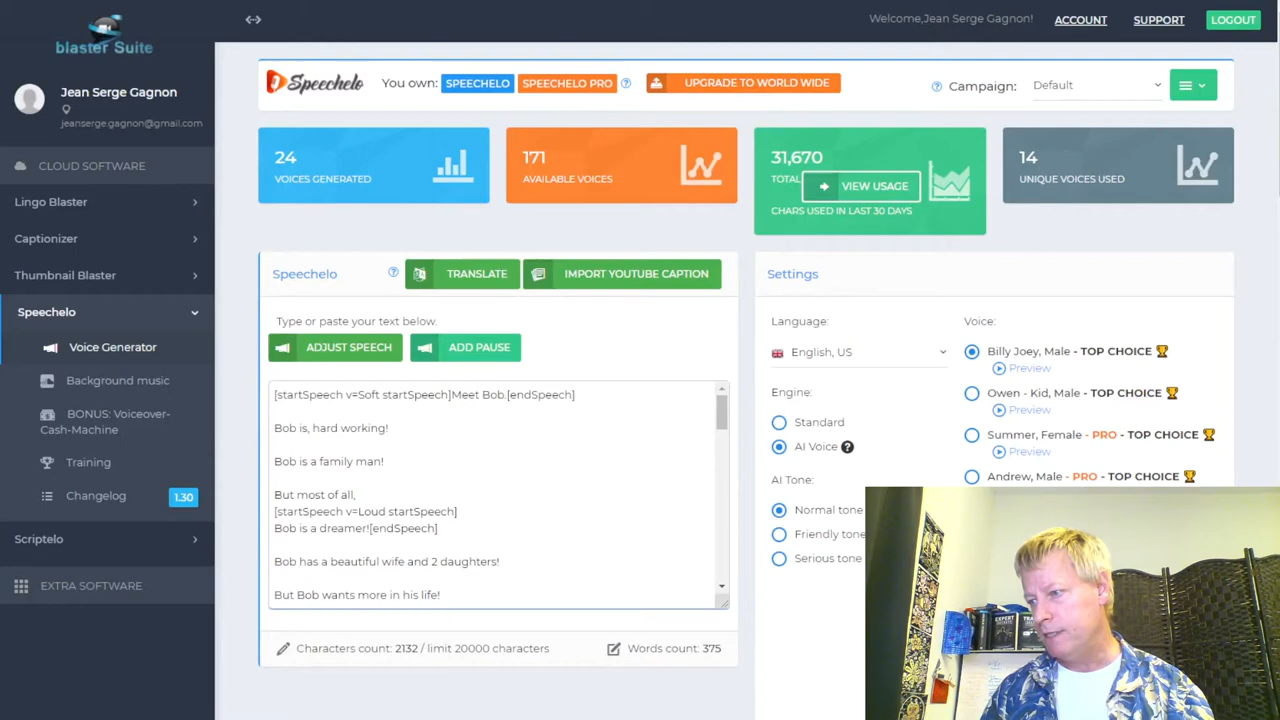 Welcome,Jean Serge Gagnon!
ACCOUNT
SUPPORT
LOGOUT
blaster Suite
Jean Serge Gagnon
jeanserge.gagnon@gmail.com
CLOUD SOFTWARE
Lingo Blaster
Captionizer
Thumbnail Blaster
Speechelo
Voice Generator
Background music
BONUS: Voiceover-
Cash-Machine
Training
Changelog
1.30
Scriptelo
EXTRA SOFTWARE
Speechelo
You own:
SPEECHELO
SPEECHELO PRO
UPGRADE TO WORLD WIDE
Campaign:
Default
24
VOICES GENERATED
171
AVAILABLE VOICES
31,670
TOTAL
VIEW USAGE
CHARS USED IN LAST 30 DAYS
14
UNIQUE VOICES USED
Speechelo
TRANSLATE
IMPORT YOUTUBE CAPTION
Type or paste your text below.
ADJUST SPEECH
ADD PAUSE
[startSpeech v=Soft startSpeech]Meet Bob.[endSpeech]
Bob is, hard working!
Bob is a family man!
But most of all,
[startSpeech v=Loud startSpeech]
Bob is a dreamer![endSpeech]
Bob has a beautiful wife and 2 daughters!
But Bob wants more in his life!
Characters count: 2132 / limit 20000 characters
Words count: 375
Settings
Language:
English, US
Engine:
Standard
AI Voice
AI Tone:
Normal tone
Friendly tone
Serious tone
Voice:
Billy Joey, Male - TOP CHOICE
Preview
Owen - Kid, Male - TOP CHOICE
Preview
Summer, Female - PRO - TOP CHOICE
Preview
Andrew, Male - PRO - TOP CHOICE
EXPERT